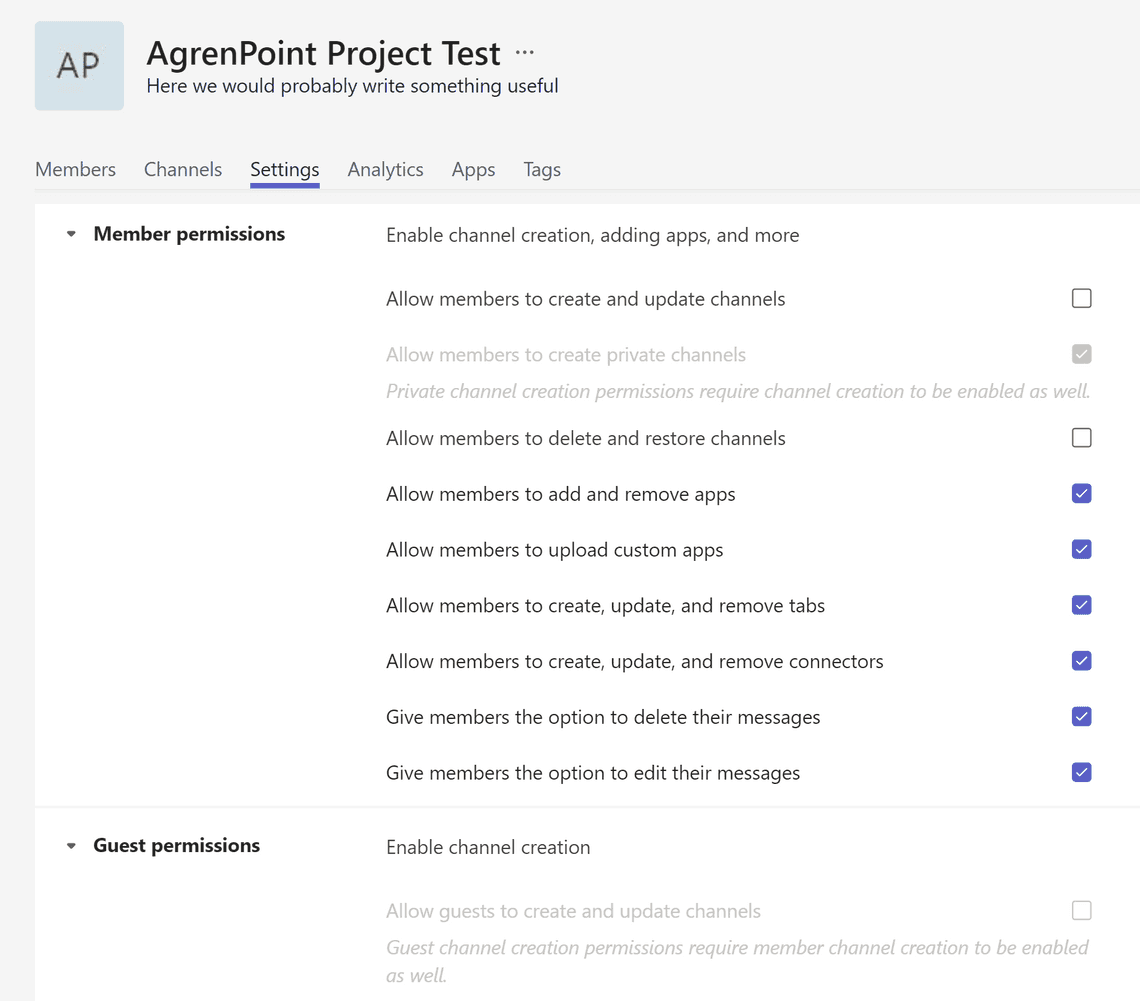 AP
AgrenPoint Project Test ...
Here we would probably write something useful
Members Channels Settings Analytics Apps Tags
Member permissions Enable channel creation, adding apps, and more
Allow members to create and update channels
Allow members to create private channels
Private channel creation permissions require channel creation to be enabled as well.
Allow members to delete and restore channels
Allow members to add and remove apps
Allow members to upload custom apps
Allow members to create, update, and remove tabs
Allow members to create, update, and remove connectors
Give members the option to delete their messages
Give members the option to edit their messages
Guest permissions Enable channel creation
Allow guests to create and update channels
Guest channel creation permissions require member channel creation to be enabled
as well.